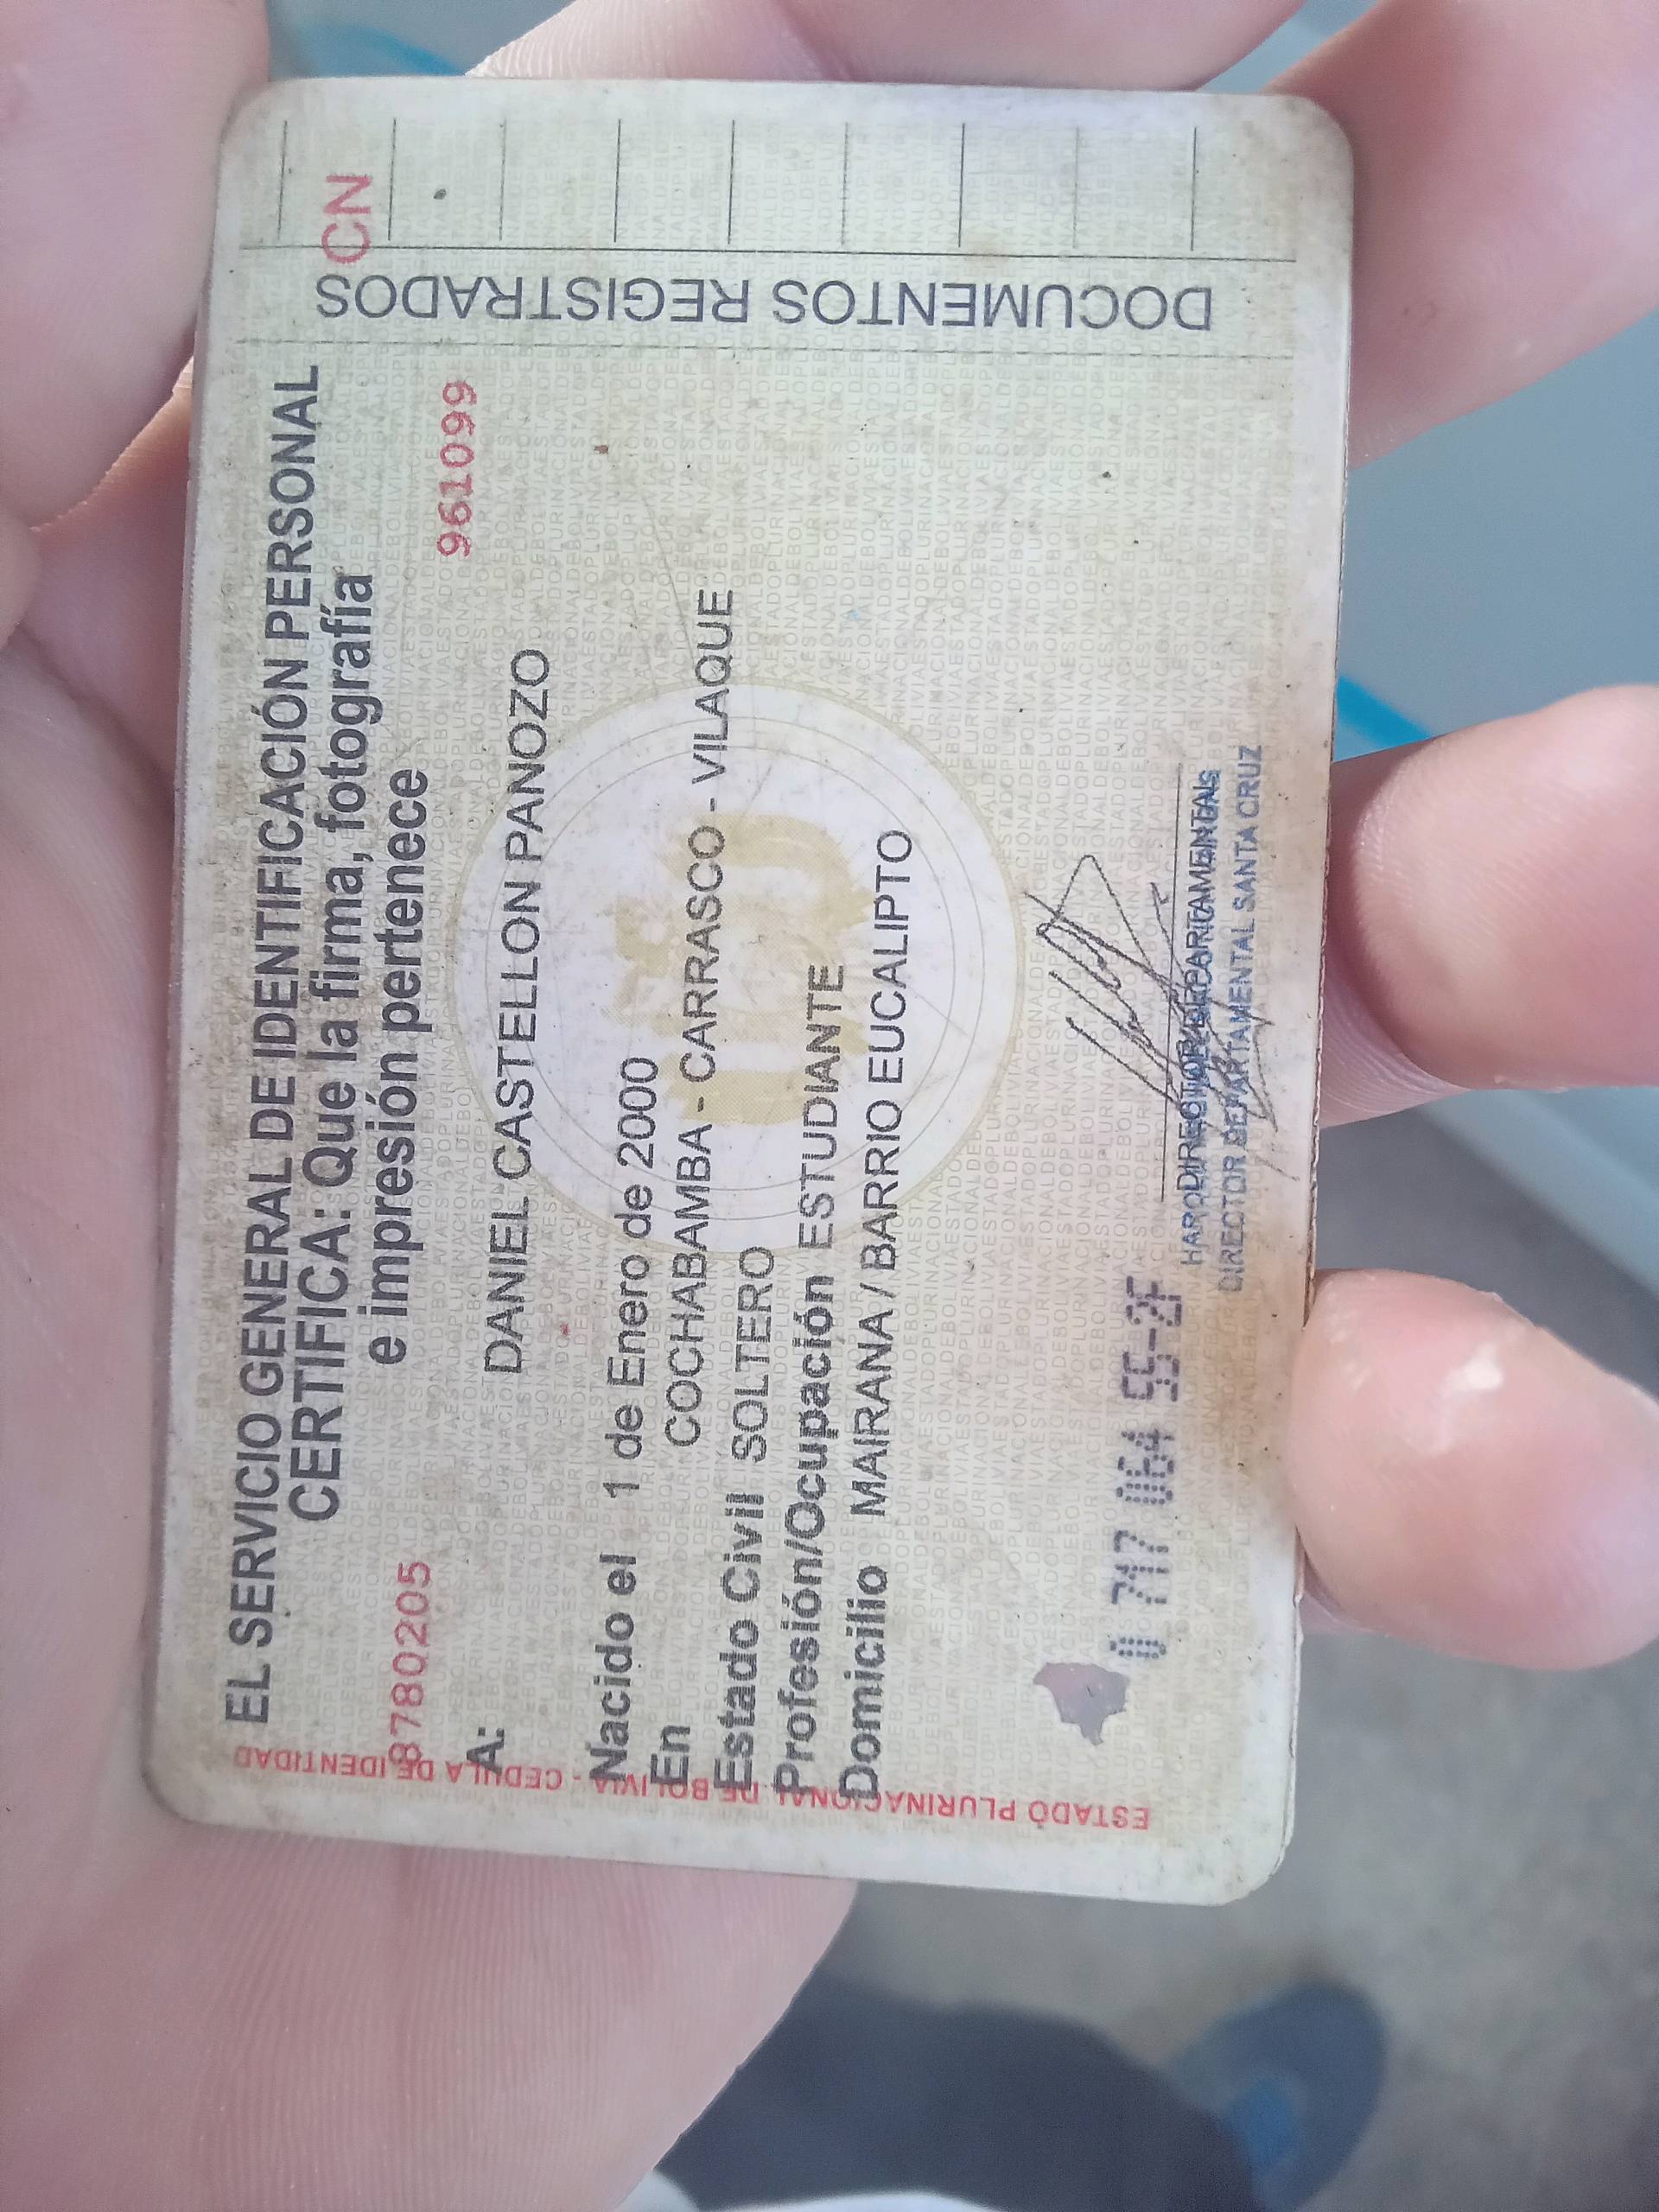 EL SERVICIO GENERAL DE IDENTIFICACIÓN PERSONAL
CERTIFICA: Que la firma, fotografía
e impresión pertenece
8780205
961099
A: DANIEL CASTELLON PANOZO
Nacido el 1 de Enero de 2000
En COCHABAMBA - CARRASCO - VILAQUE
Estado Civil SOLTERO
Profesión/Ocupación ESTUDIANTE
Domicilio MAIRANA / BARRIO EUCALIPTO
0 717 064 SC-2F
DIRECTOR DEPARTAMENTAL SANTA CRUZ
ESTADO PLURINACIONAL DE BOLIVIA - CEDULA DE IDENTIDAD
DOCUMENTOS REGISTRADOS
CN